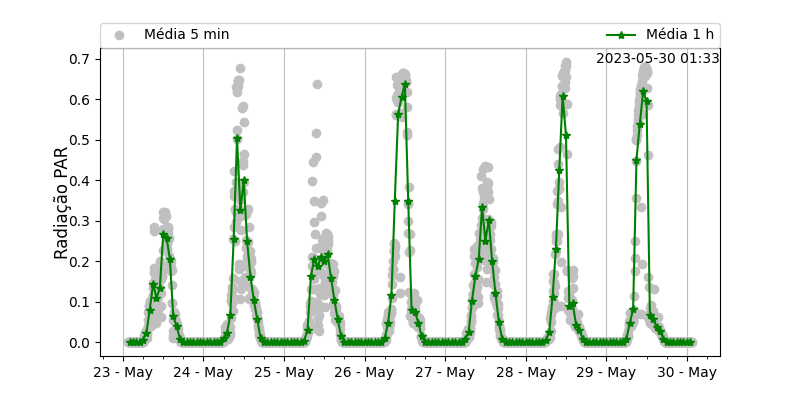 Média 5 min
Média 1 h
2023-05-30 01:33
Radiação PAR
0.7
0.6
0.5
0.4
0.3
0.2
0.1
0.0
23 - May
24 - May
25 - May
26 - May
27 - May
28 - May
29 - May
30 - May